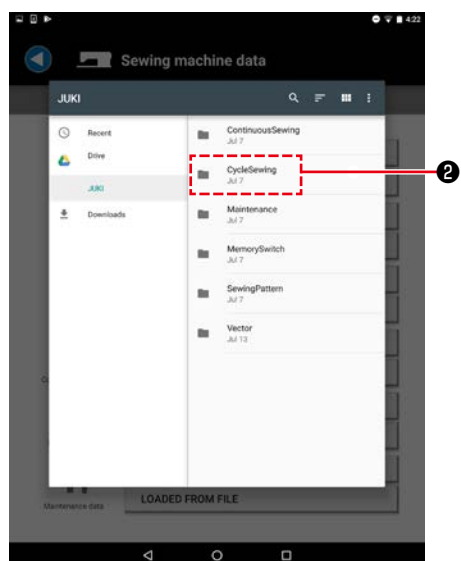 4:22
Sewing machine data
JUKI
Recent
Drive
JUKI
Downloads
ContinuousSewing
Jul 7
CycleSewing
Jul 7
Maintenance
Jul 7
MemorySwitch
Jul 7
SewingPattern
Jul 7
Vector
Jul 13
❷
Maintenance data
LOADED FROM FILE